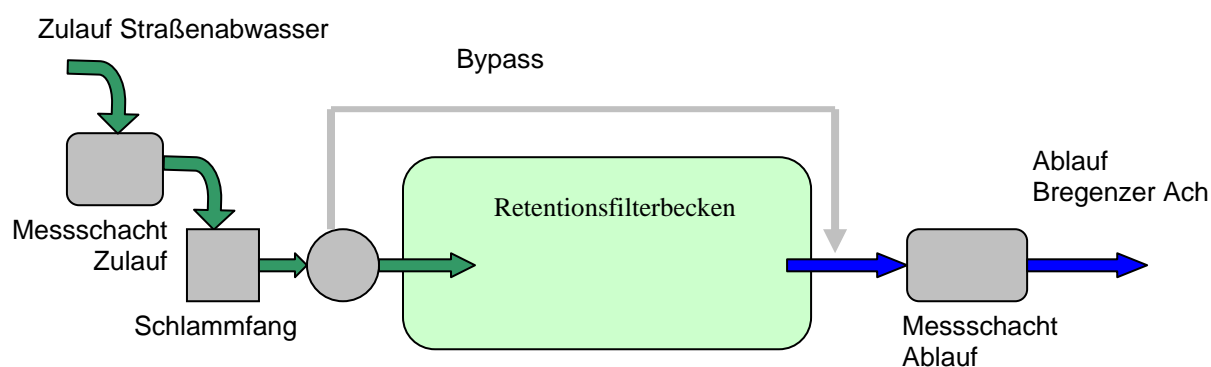 Zulauf Straßenabwasser
Bypass
Ablauf
Bregenzer Ach
Retentionsfilterbecken
Messschacht
Zulauf
Schlammfang
Messschacht
Ablauf